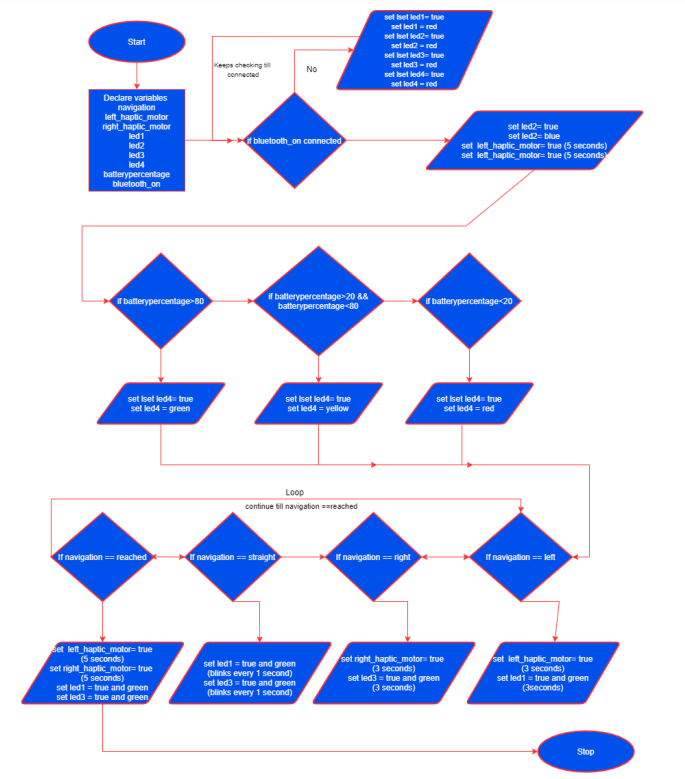 Start
set lset led1= true
set led1 = red
set lset led2= true
set led2 = red
set lset led3= true
set led3 = red
set lset led4= true
set led4 = red
Keeps checking till
connected
No
Declare variables
navigation
left_haptic_motor
right_haptic_motor
led1
led2
led3
led4
batterypercentage
bluetooth_on
if bluetooth_on connected
set led2= true
set led2= blue
set left_haptic_motor= true (5 seconds)
set left_haptic_motor= true (5 seconds)
if batterypercentage>80
if batterypercentage>20 &&
batterypercentage<80
if batterypercentage<20
set lset led4= true
set led4 = green
set lset led4= true
set led4 = yellow
set lset led4= true
set led4 = red
Loop
continue till navigation ==reached
If navigation == reached
If navigation == straight
If navigation == right
If navigation == left
set left_haptic_motor= true
(5 seconds)
set right_haptic_motor= true
(5 seconds)
set led1 = true and green
set led3 = true and green
set led1 = true and green
(blinks every 1 second)
set led3 = true and green
(blinks every 1 second)
set right_haptic_motor= true
(3 seconds)
set led3 = true and green
(3 seconds)
set left_haptic_motor= true
(3 seconds)
set led1 = true and green
(3seconds)
Stop